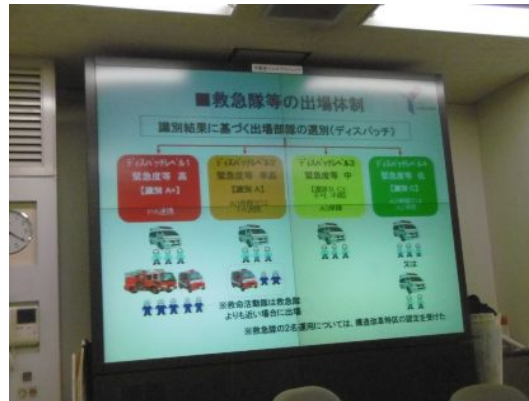 ■救急隊等の出場体制
識別結果に基づく出場部隊の選別(ディスパッチ)
ディスパッチレベル1
緊急度等 高
【識別 A+】
ディスパッチレベル2
緊急度等 準高
【識別 A】
ディスパッチレベル3
緊急度等 中
ディスパッチレベル4
緊急度等 低
【識別 C】
又は
※救命活動隊は救急隊
よりも近い場合に出場
※救急隊の2名運用については、構造改革特区の認定を受けた